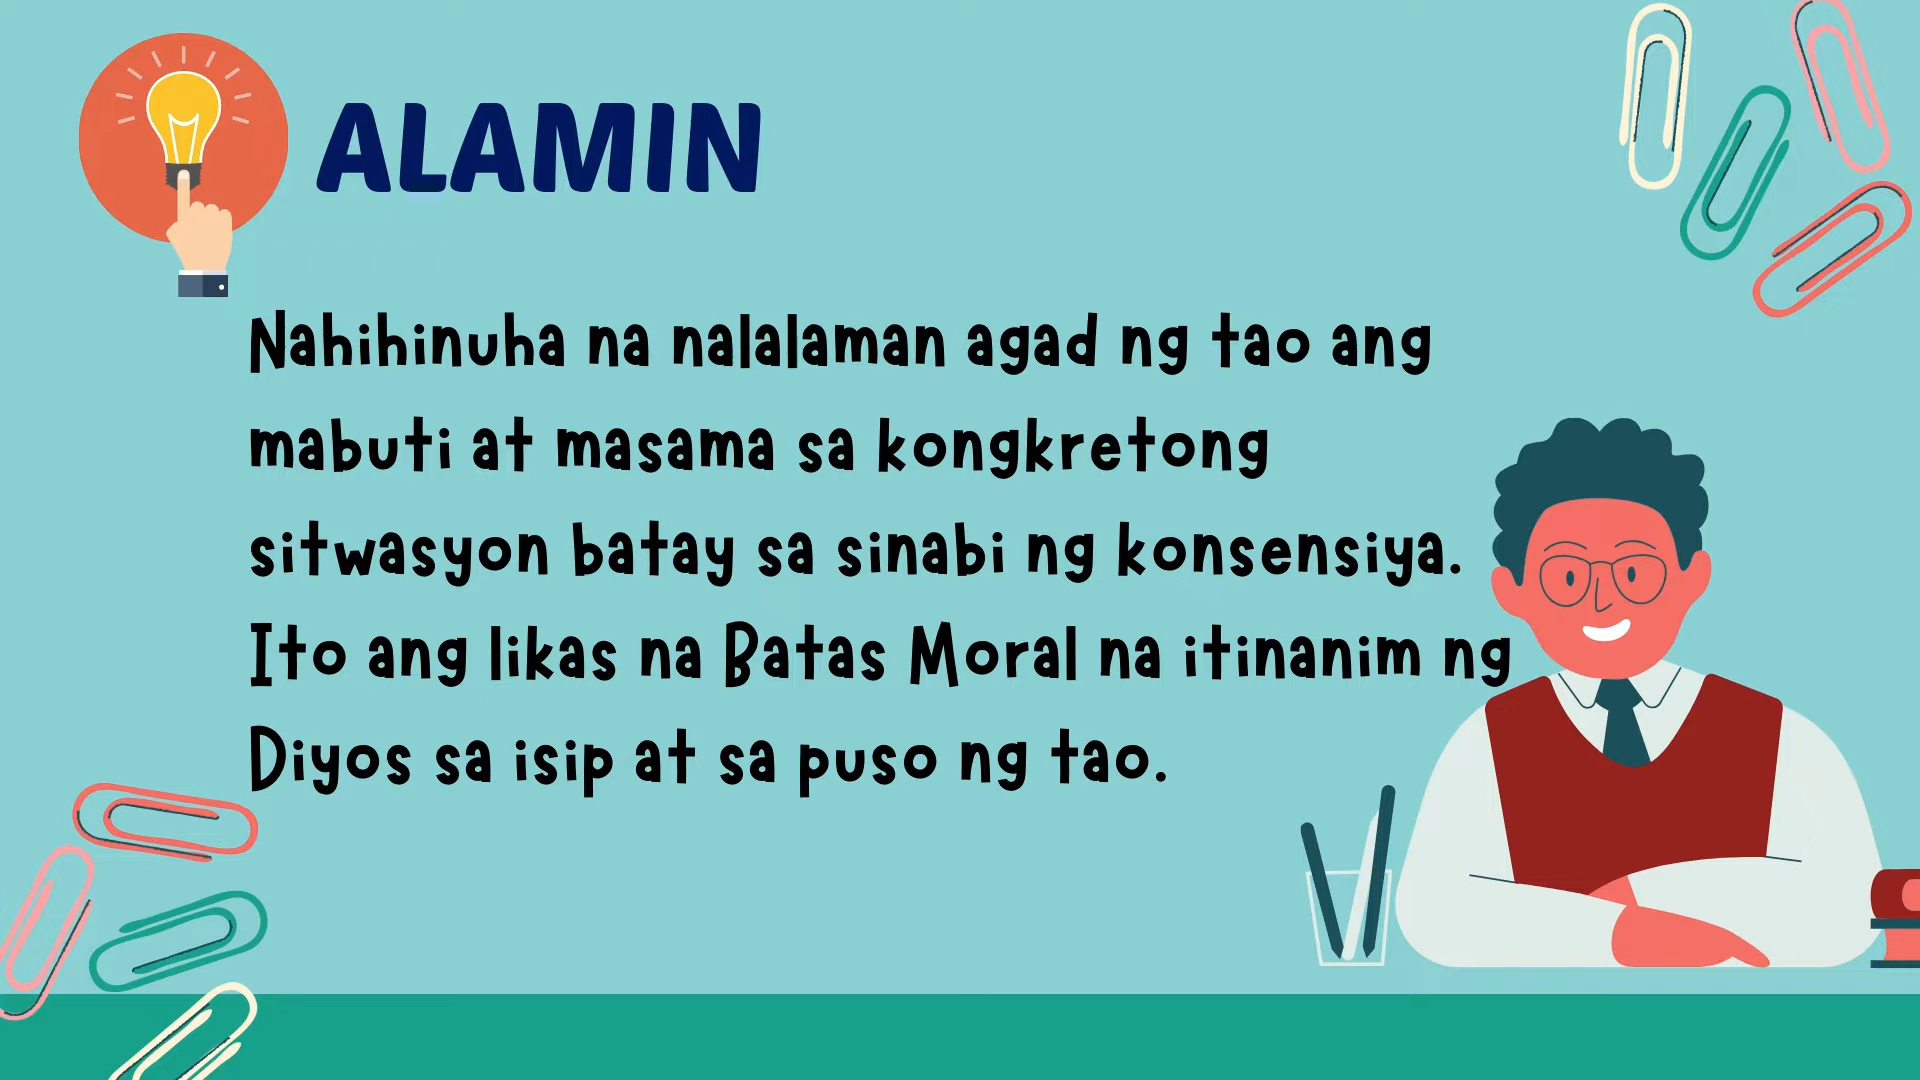 ALAMIN
Nahihinuha na nalalaman agad ng tao ang
mabuti at masama sa kongkretong
sitwasyon batay sa sinabi ng konsensiya.
Ito ang likas na Batas Moral na itinanim ng
Diyos sa isip at sa puso ng tao.